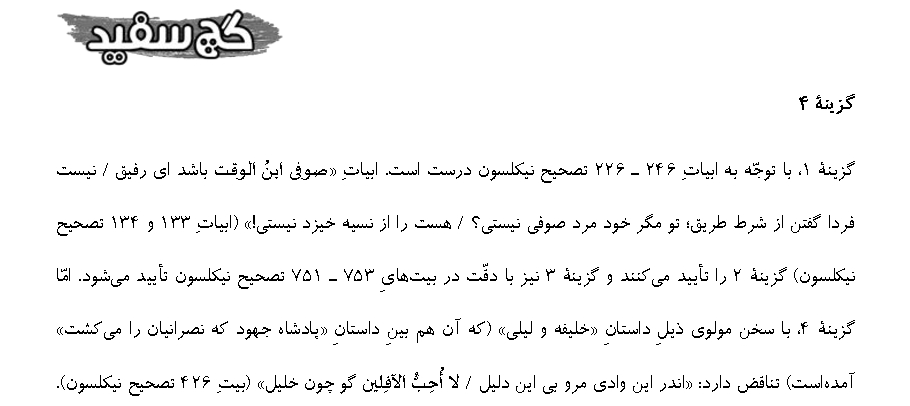 گچ سفید
گزینهٔ ۴
گزینهٔ ۱، با توجّه به ابیاتِ ۲۴۶ ـ ۲۲۶ تصحیح نیکلسون درست است. ابیاتِ «صوفی ابنُ الوقت باشد ای رفیق / نیست
فردا گفتن از شرط طریق؛ تو مگر خود مرد صوفی نیستی؟ / هست را از نسیه خیزد نیستی!» (ابیاتِ ۱۳۳ و ۱۳۴ تصحیح
نیکلسون) گزینهٔ ۲ را تأیید می‌کنند و گزینهٔ ۳ نیز با دقّت در بیت‌هایِ ۷۵۳ ـ ۷۵۱ تصحیح نیکلسون تأیید می‌شود. امّا
گزینهٔ ۴، با سخن مولوی ذیلِ داستانِ «خلیفه و لیلی» (که آن هم بینِ داستانِ «پادشاه جهود که نصرانیان را می‌کشت»
آمده‌است) تناقض دارد: «اندر این وادی مرو بی این دلیل / لا أُحِبُّ الآفِلین گو چون خلیل» (بیتِ ۴۲۶ تصحیح نیکلسون).